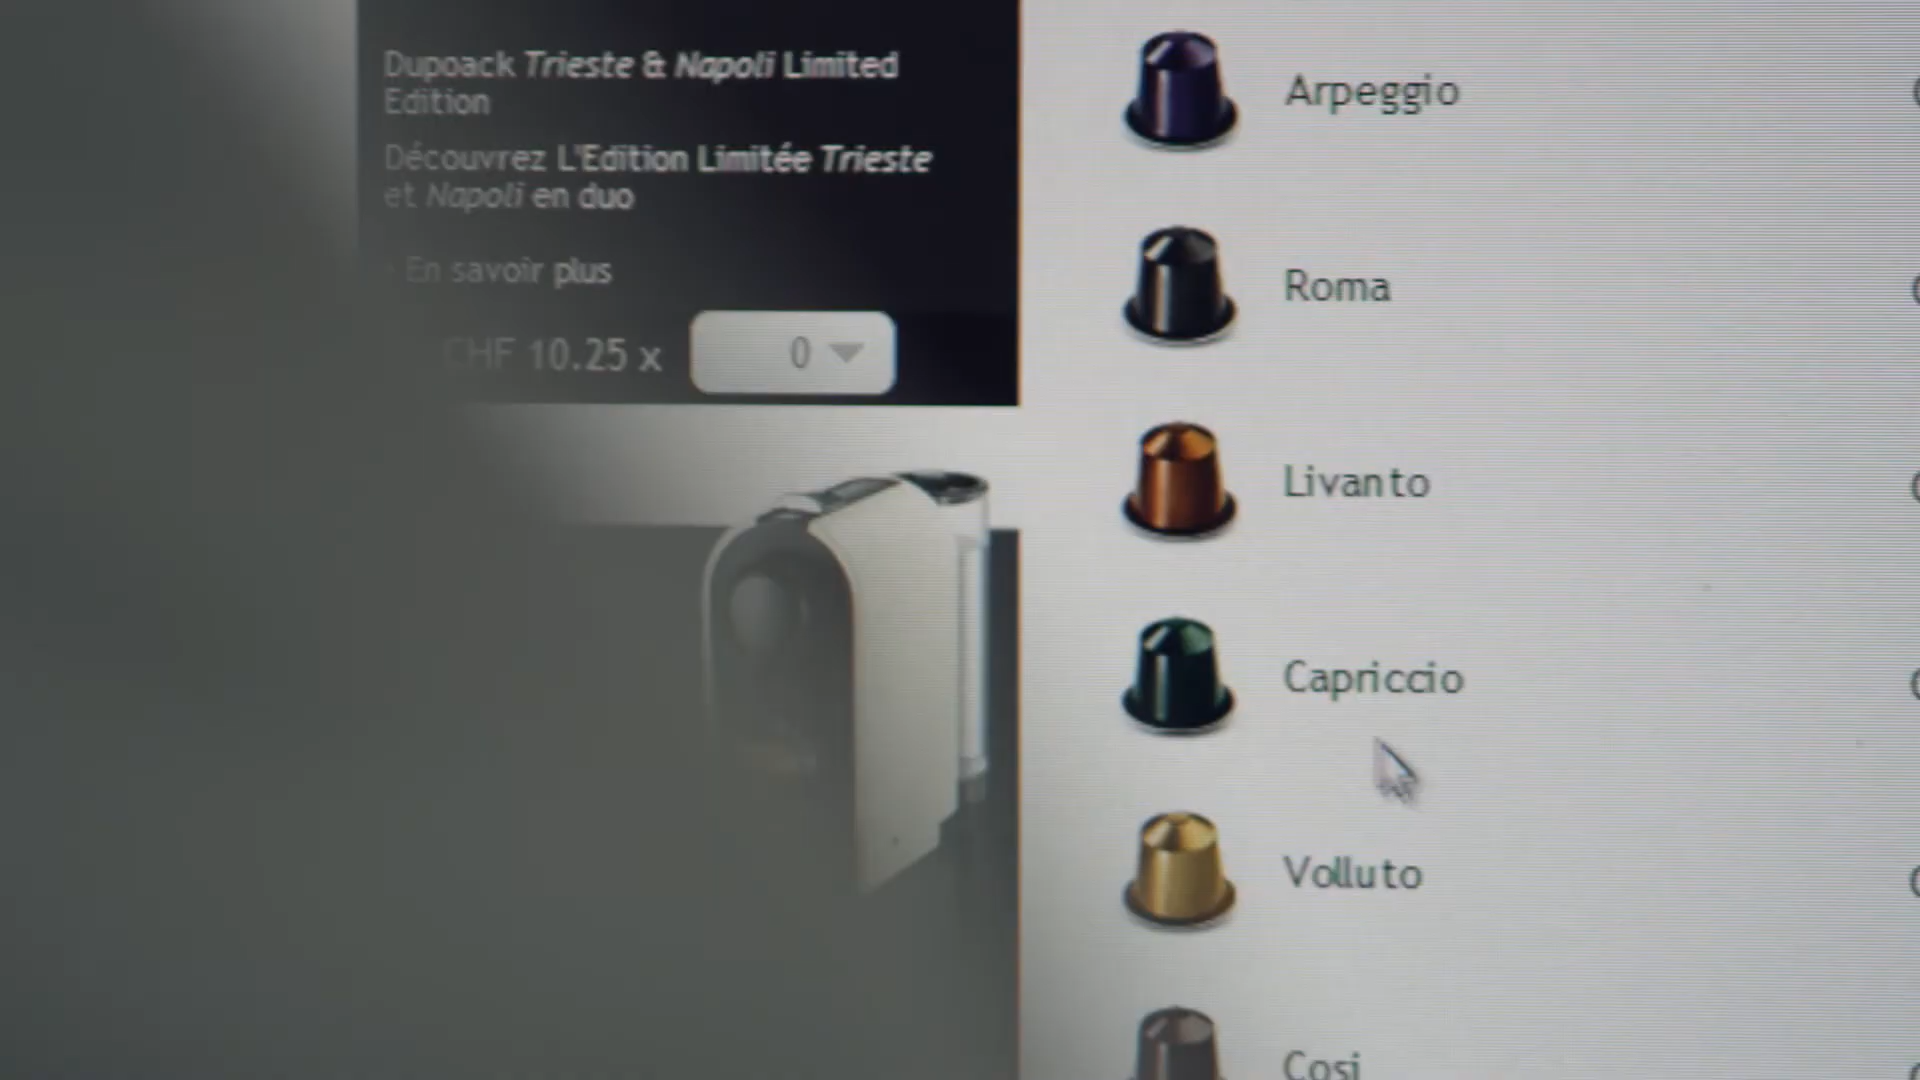 Dupoack Trieste & Napoli Limited
Edition
Découvrez L'Edition Limitée Trieste
et Napoli en duo
En savoir plus
CHF 10.25 x
0
Arpeggio
Roma
Livanto
Capriccio
Volluto
Cosi